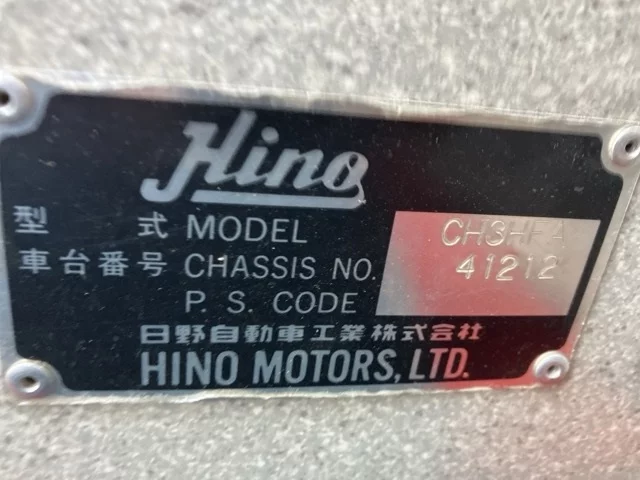 Hino
型式 MODEL CH3HFA
車台番号 CHASSIS NO. 41212
P. S. CODE
日野自動車工業株式会社
HINO MOTORS, LTD.